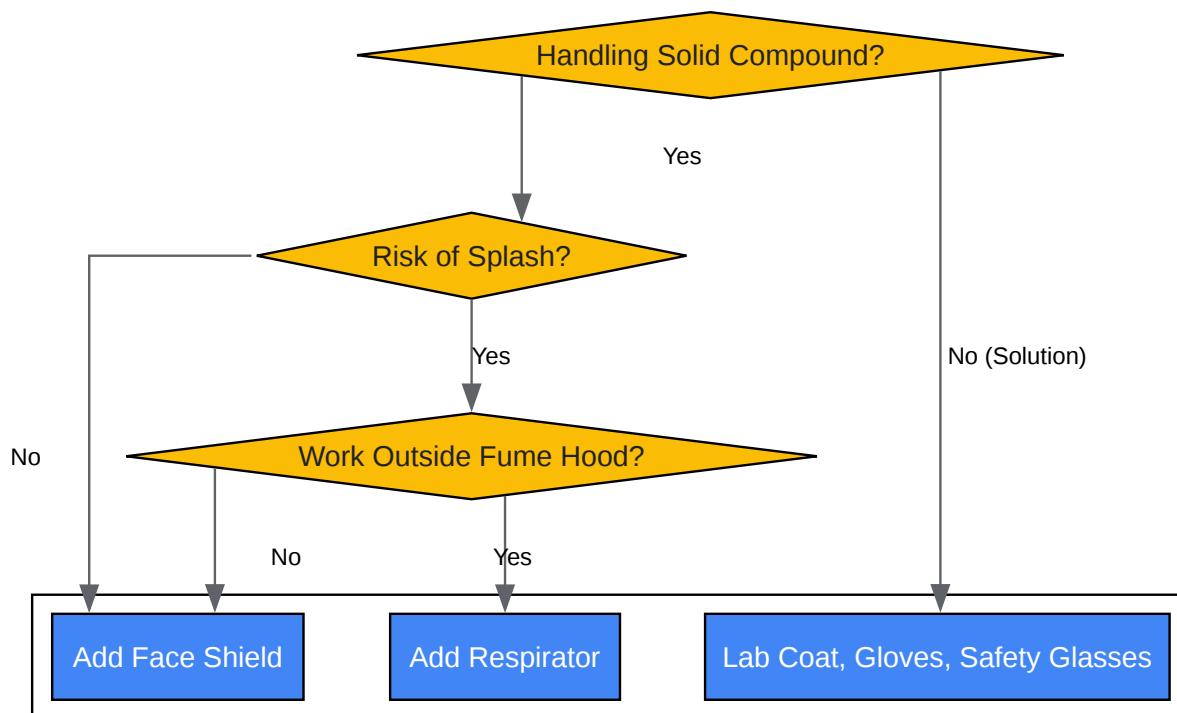 Handling Solid Compound?
Yes
Risk of Splash?
Yes
No (Solution)
No
Work Outside Fume Hood?
No
Yes
Add Face Shield
Add Respirator
Lab Coat, Gloves, Safety Glasses